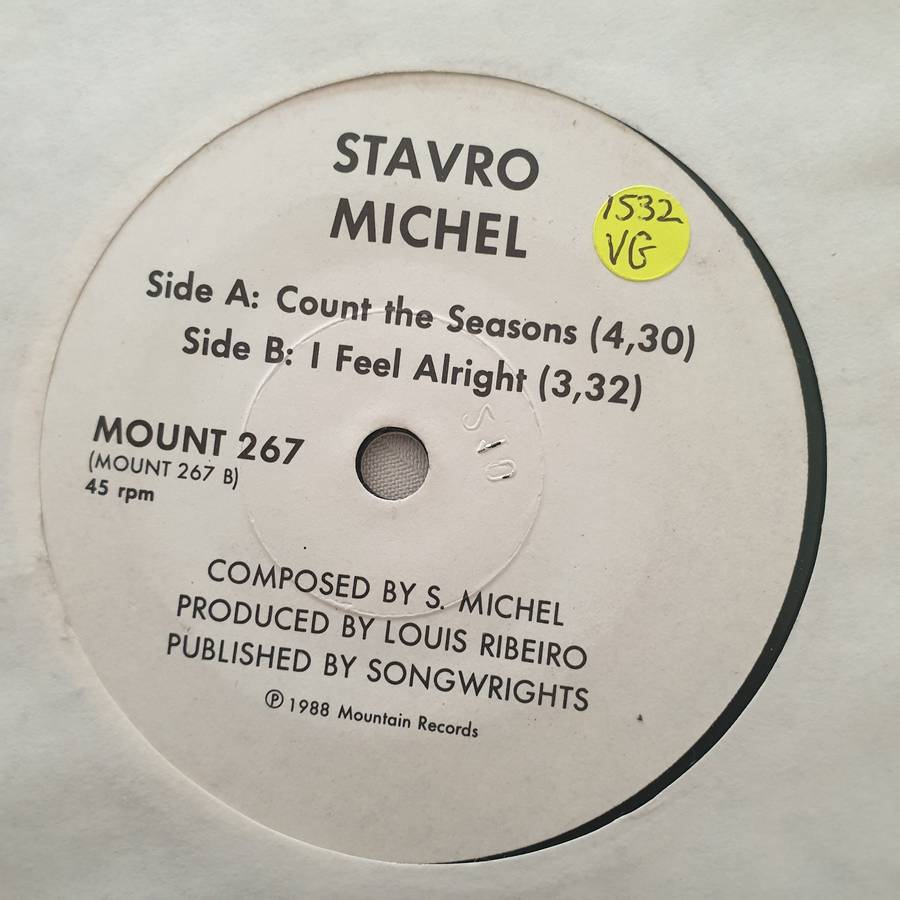 STAVRO
MICHEL
1532
VG
Side A: Count the Seasons (4,30)
Side B: I Feel Alright (3,32)
MOUNT 267
(MOUNT 267 B)
45 rpm
COMPOSED BY S. MICHEL
PRODUCED BY LOUIS RIBEIRO
PUBLISHED BY SONGWRIGHTS
Ⓟ 1988 Mountain Records